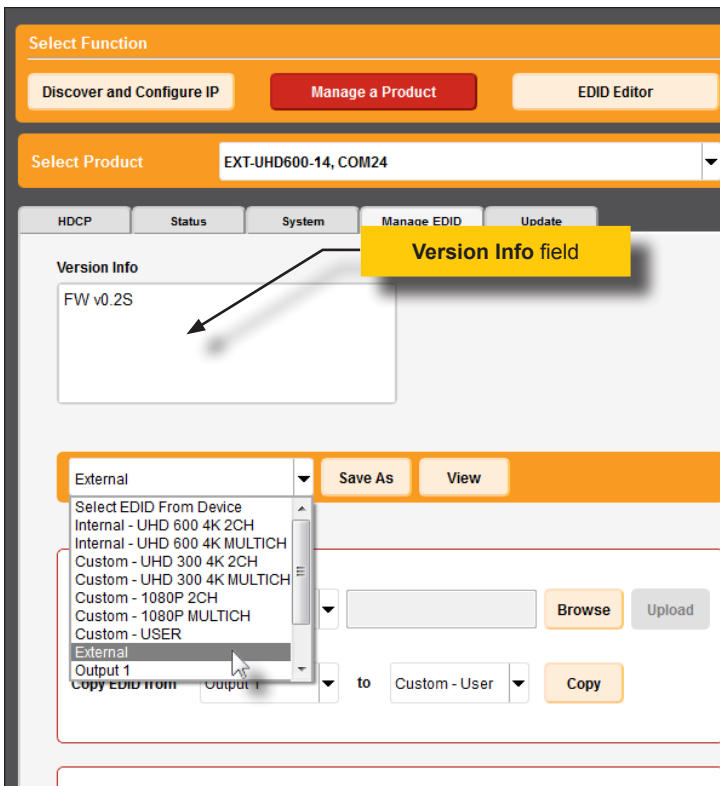 Select Function
Discover and Configure IP
Manage a Product
EDID Editor
Select Product
EXT-UHD600-14, COM24
HDCP
Status
System
Manage EDID
Update
Version Info field
Version Info
FW v0.2S
External
Save As
View
Select EDID From Device
Internal - UHD 600 4K 2CH
Internal - UHD 600 4K MULTICH
Custom - UHD 300 4K 2CH
Custom - UHD 300 4K MULTICH
Custom - 1080P 2CH
Custom - 1080P MULTICH
Custom - USER
External
Output 1
Browse
Upload
Copy EDID from
Output 1
to
Custom - User
Copy